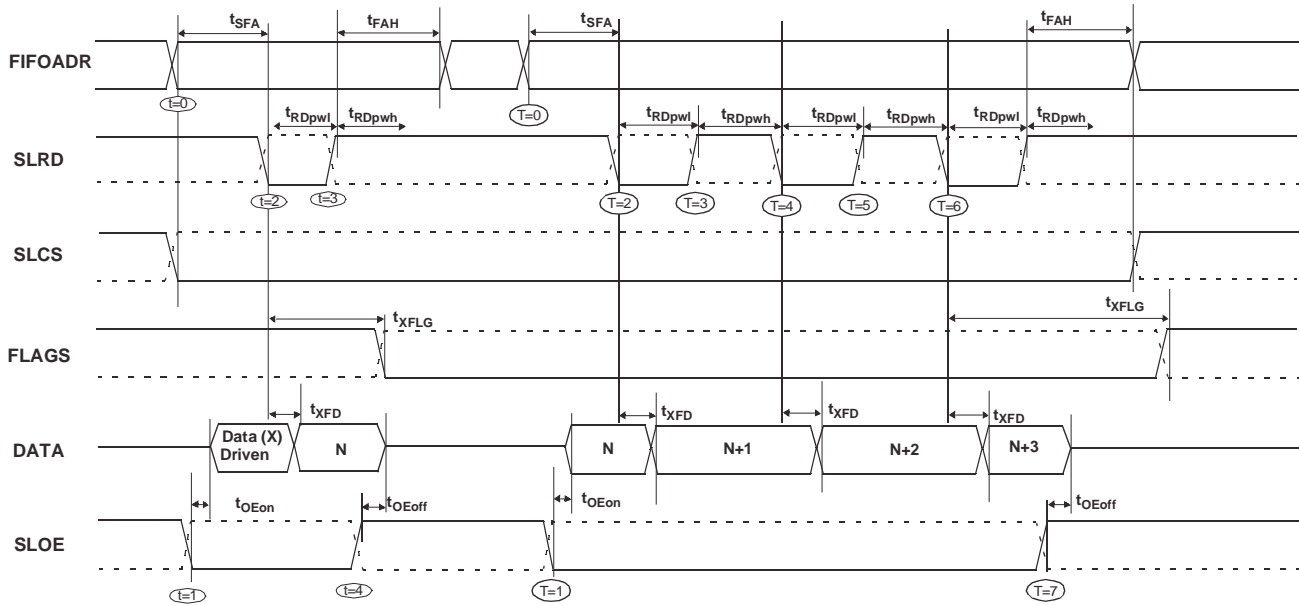 tSFA tFAH tSFA tFAH
FIFOADR
t=0 T=0
tRDpwl tRDpwh tRDpwl tRDpwh tRDpwl tRDpwh tRDpwl tRDpwh
SLRD
t=2 t=3 T=2 T=3 T=4 T=5 T=6
SLCS
tXFLG tXFLG
FLAGS
tXFD tXFD tXFD tXFD
DATA Data (X) Driven N N N+1 N+2 N+3
tOEon tOEoff tOEon tOEoff
SLOE
t=1 t=4 T=1 T=7